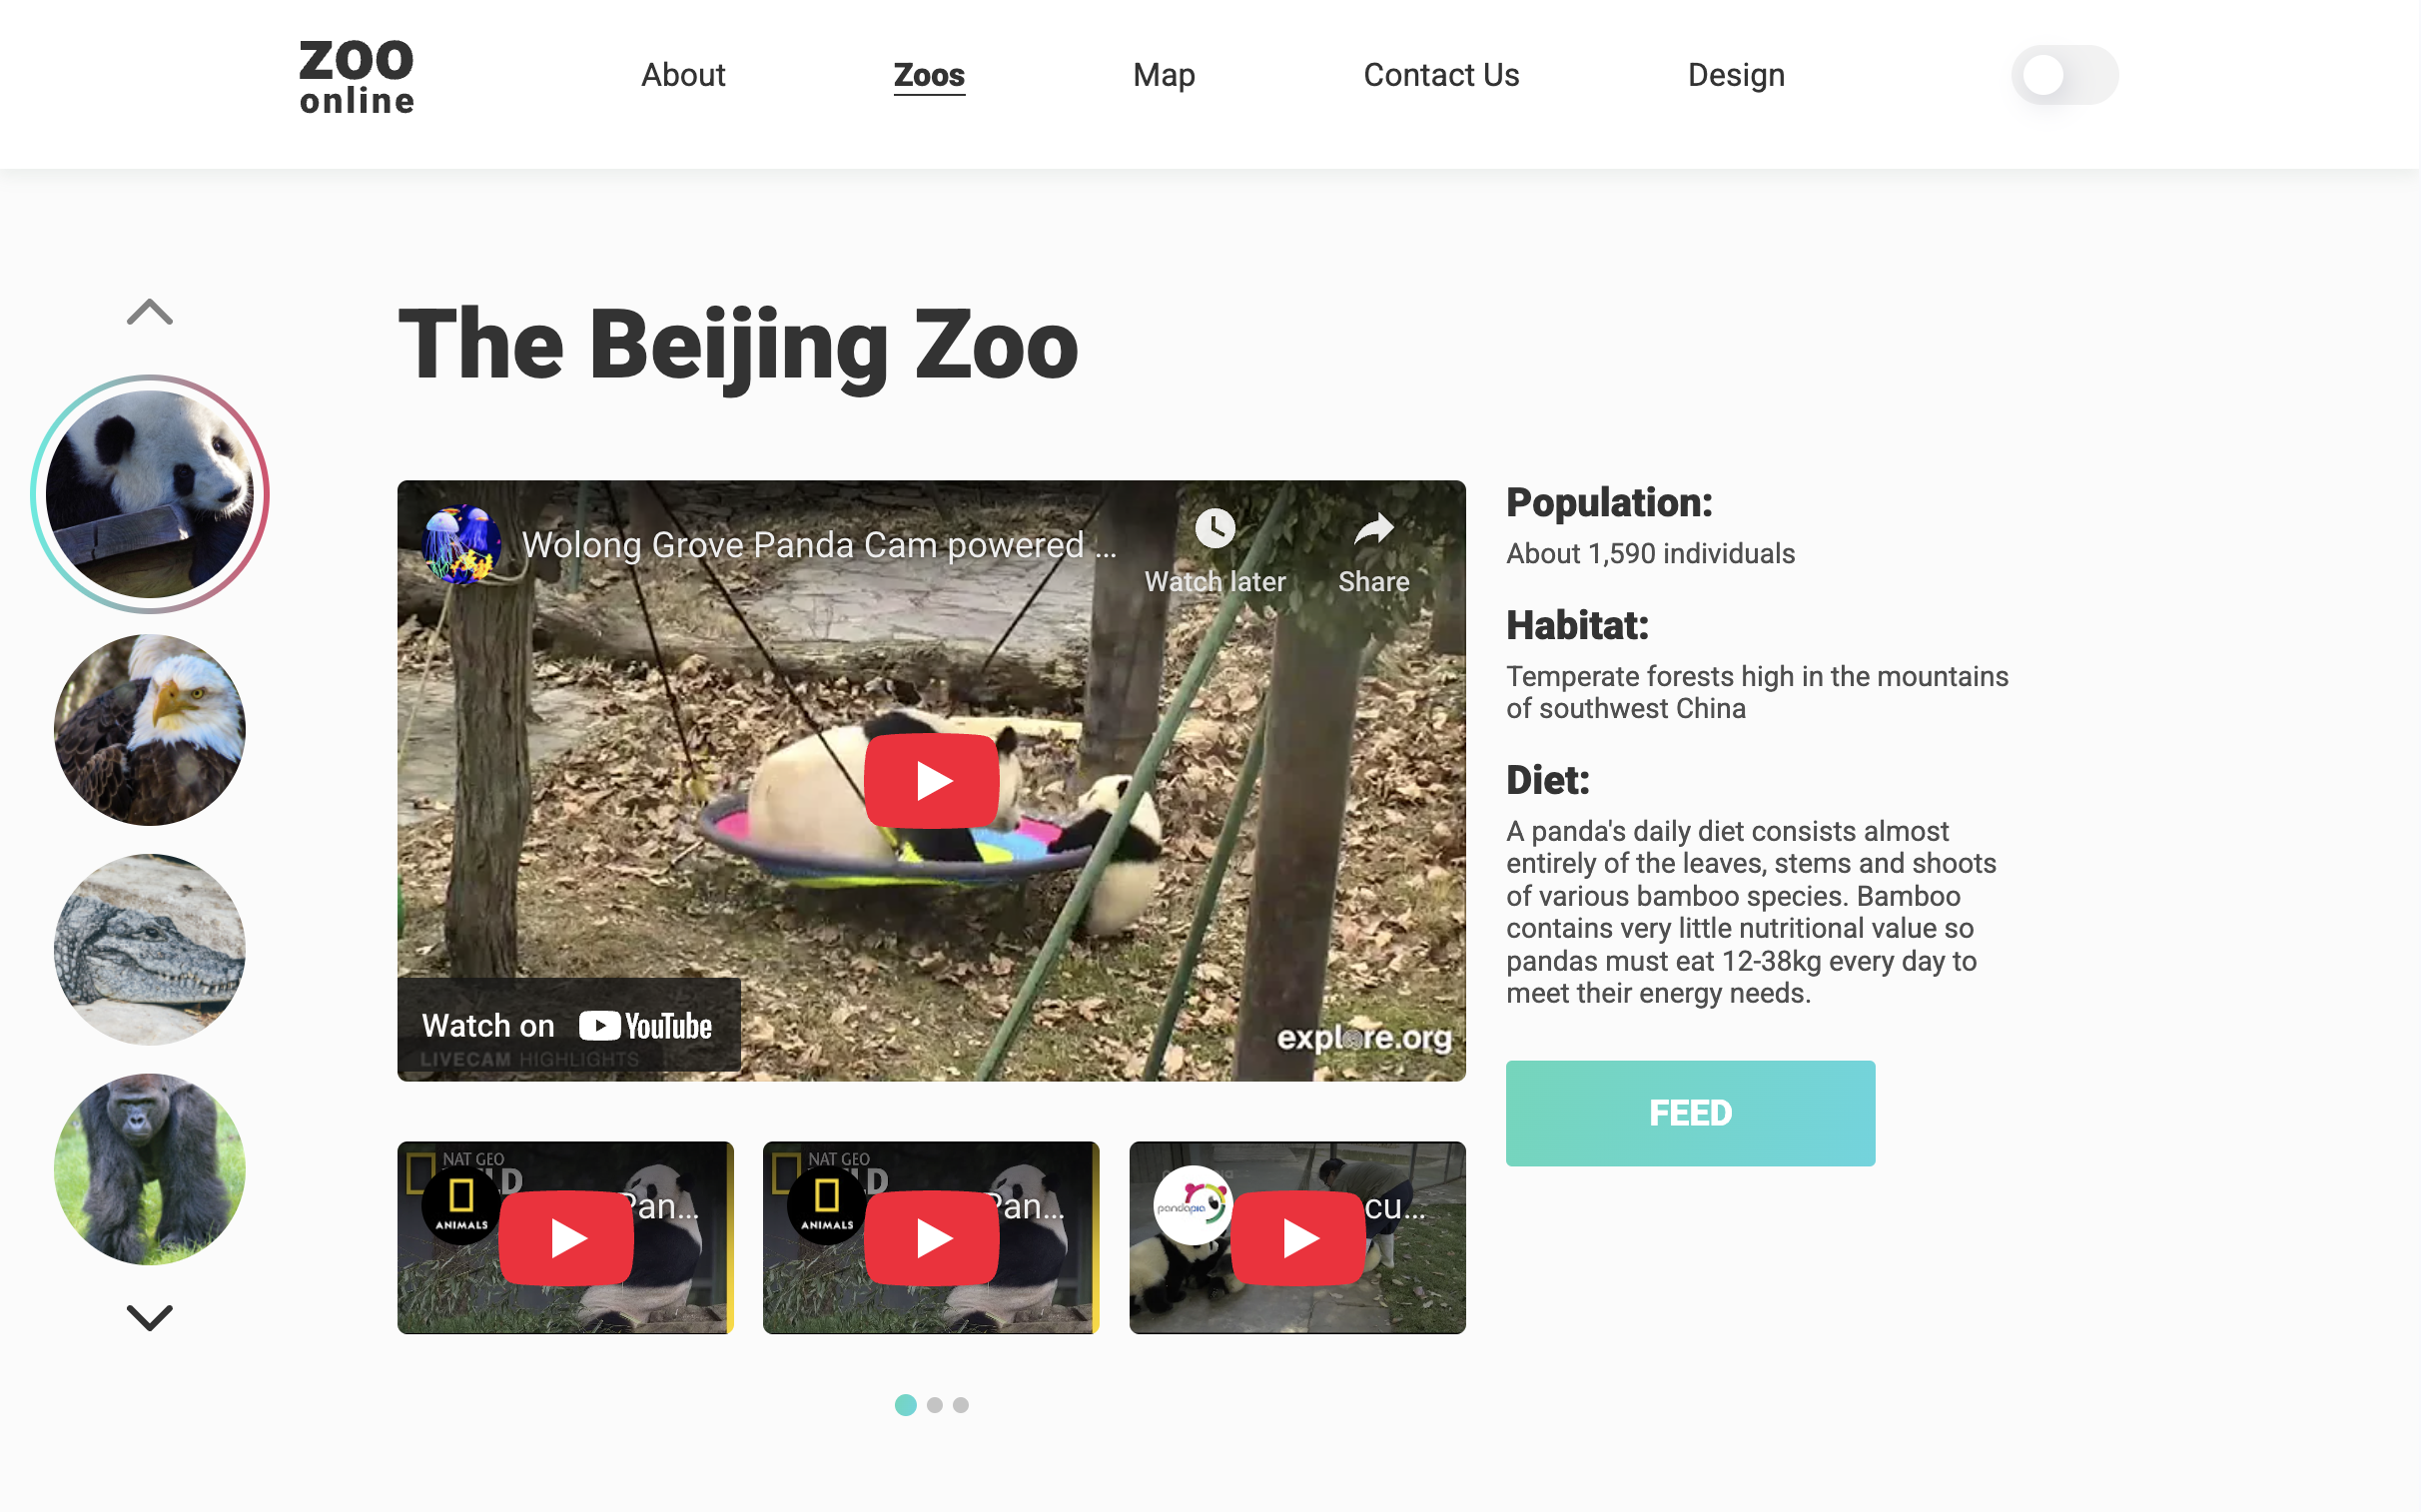 zoo
online
About
Zoos
Map
Contact Us
Design
The Beijing Zoo
Wolong Grove Panda Cam powered ...
Watch later
Share
Watch on YouTube
LIVECAM HIGHLIGHTS
explore.org
Population:
About 1,590 individuals
Habitat:
Temperate forests high in the mountains
of southwest China
Diet:
A panda's daily diet consists almost
entirely of the leaves, stems and shoots
of various bamboo species. Bamboo
contains very little nutritional value so
pandas must eat 12-38kg every day to
meet their energy needs.
FEED
NAT GEO
ANIMALS
Pan...
NAT GEO
ANIMALS
Pan...
pandapia
cu...